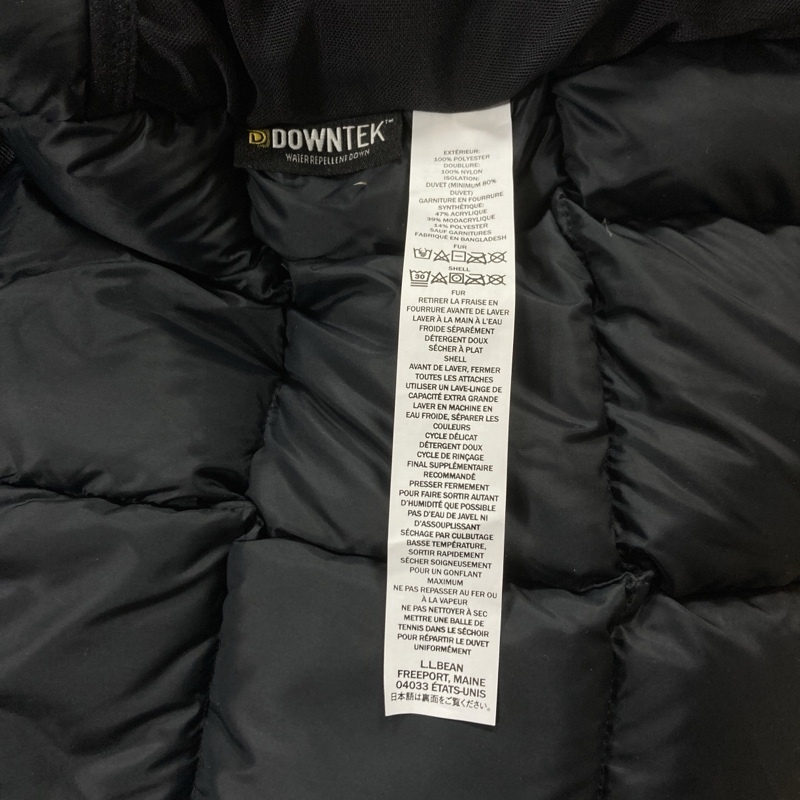 DOWNTEK™
WATER REPELLENT DOWN
EXTÉRIEUR:
100% POLYESTER
DOUBLURE:
100% NYLON
ISOLATION:
DUVET (MINIMUM 80%
DUVET)
GARNITURE EN FOURRURE
SYNTHÉTIQUE:
47% ACRYLIQUE
39% MODACRYLIQUE
14% POLYESTER
SAUF GARNITURES
FABRIQUÉ EN BANGLADESH
FUR
SHELL
30
FUR
RETIRER LA FRAISE EN
FOURRURE AVANTE DE LAVER
LAVER À LA MAIN À L'EAU
FROIDE SÉPARÉMENT
DÉTERGENT DOUX
SÉCHER À PLAT
SHELL
AVANT DE LAVER, FERMER
TOUTES LES ATTACHES
UTILISER UN LAVE-LINGE DE
CAPACITÉ EXTRA GRANDE
LAVER EN MACHINE EN
EAU FROIDE, SÉPARER LES
COULEURS
CYCLE DÉLICAT
DÉTERGENT DOUX
CYCLE DE RINÇAGE
FINAL SUPPLÉMENTAIRE
RECOMMANDÉ
PRESSER FERMEMENT
POUR FAIRE SORTIR AUTANT
D'HUMIDITÉ QUE POSSIBLE
PAS D'EAU DE JAVEL NI
D'ASSOUPLISSANT
SÉCHAGE PAR CULBUTAGE
BASSE TEMPÉRATURE,
SORTIR RAPIDEMENT
SÉCHER SOIGNEUSEMENT
POUR UN GONFLANT
MAXIMUM
NE PAS REPASSER AU FER OU
À LA VAPEUR
NE PAS NETTOYER À SEC
METTRE UNE BALLE DE
TENNIS DANS LE SÉCHOIR
POUR RÉPARTIR LE DUVET
UNIFORMÉMENT
L.L.BEAN
FREEPORT, MAINE
04033 ÉTATS-UNIS
日本語は裏面をご覧ください。